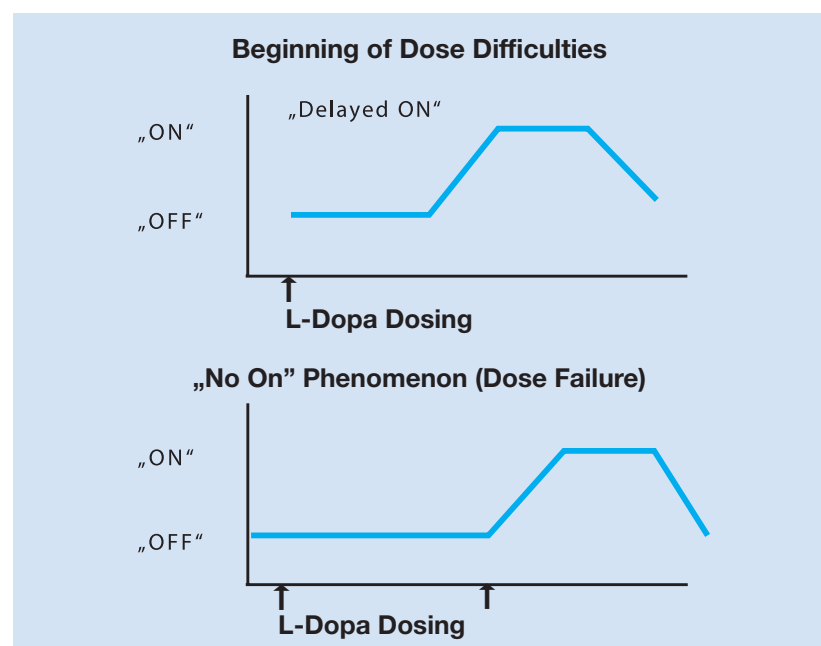 Beginning of Dose Difficulties
„Delayed ON“
„ON“
„OFF“
L-Dopa Dosing
„No On” Phenomenon (Dose Failure)
„ON“
„OFF“
L-Dopa Dosing